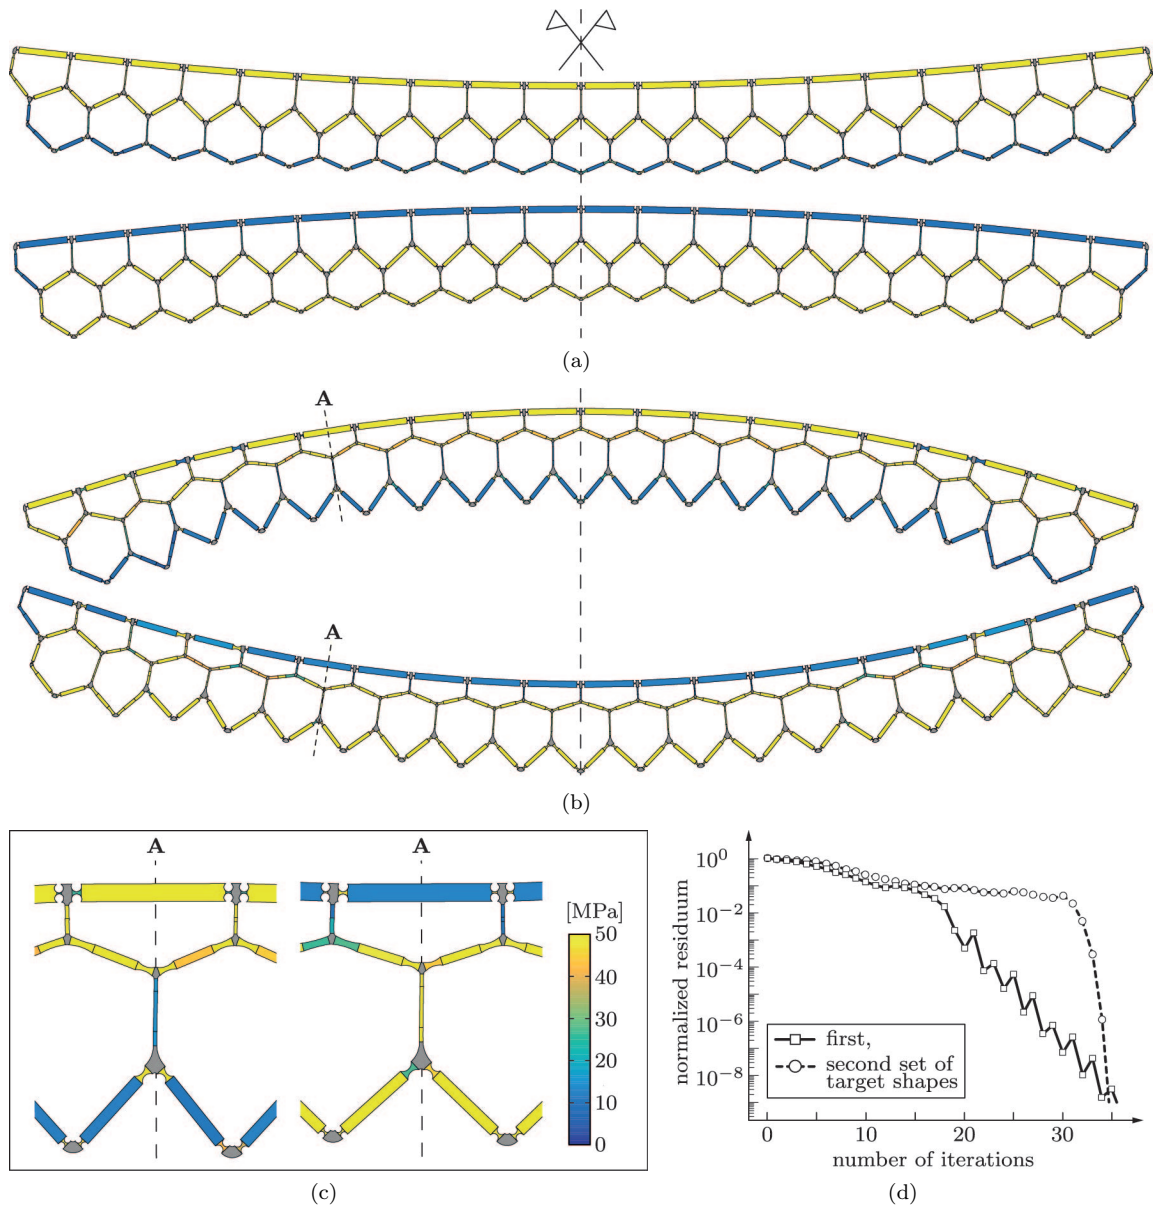 (a)
A
A
(b)
A
A
[MPa]
50
40
30
20
10
0
(c)
normalized residuum
10^0
10^-2
10^-4
10^-6
10^-8
first,
second set of
target shapes
0
20
30
number of iterations
(d)